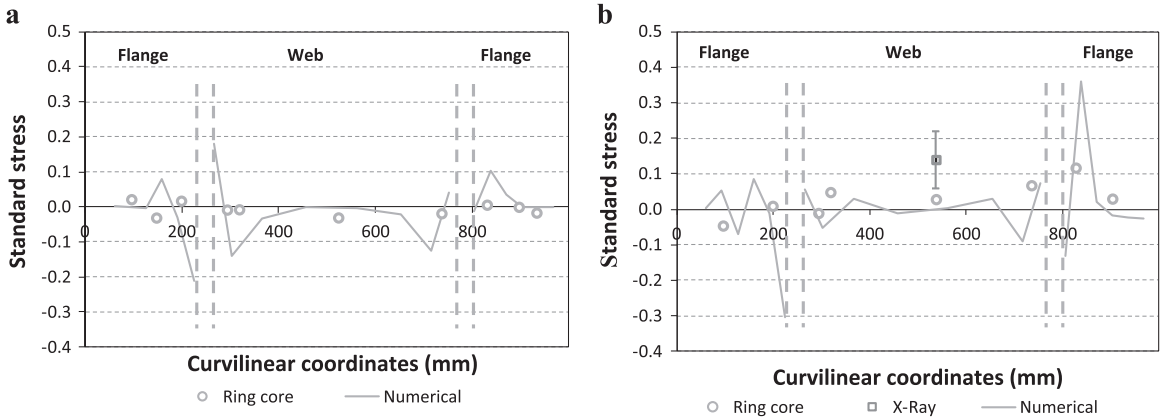 a
0.5
0.4
0.3
0.2
0.1
0.0
-0.1
-0.2
-0.3
-0.4
Standard stress
Flange Web Flange
0 200 400 600 800
Curvilinear coordinates (mm)
Ring core Numerical
b
0.5
0.4
0.3
0.2
0.1
0.0
-0.1
-0.2
-0.3
-0.4
Standard stress
Flange Web Flange
0 200 400 600 800
Curvilinear coordinates (mm)
Ring core X-Ray Numerical